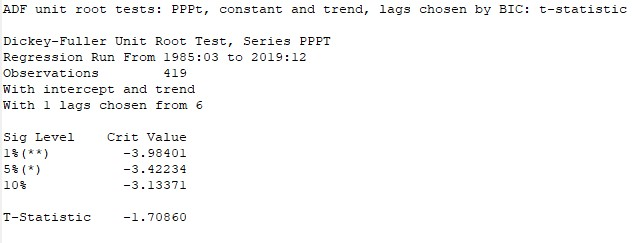 ADF unit root tests: PPPt, constant and trend, lags chosen by BIC: t-statistic
Dickey-Fuller Unit Root Test, Series PPPT
Regression Run From 1985:03 to 2019:12
Observations 419
With intercept and trend
With 1 lags chosen from 6
Sig Level Crit Value
1%(**) -3.98401
5%(*) -3.42234
10% -3.13371
T-Statistic -1.70860